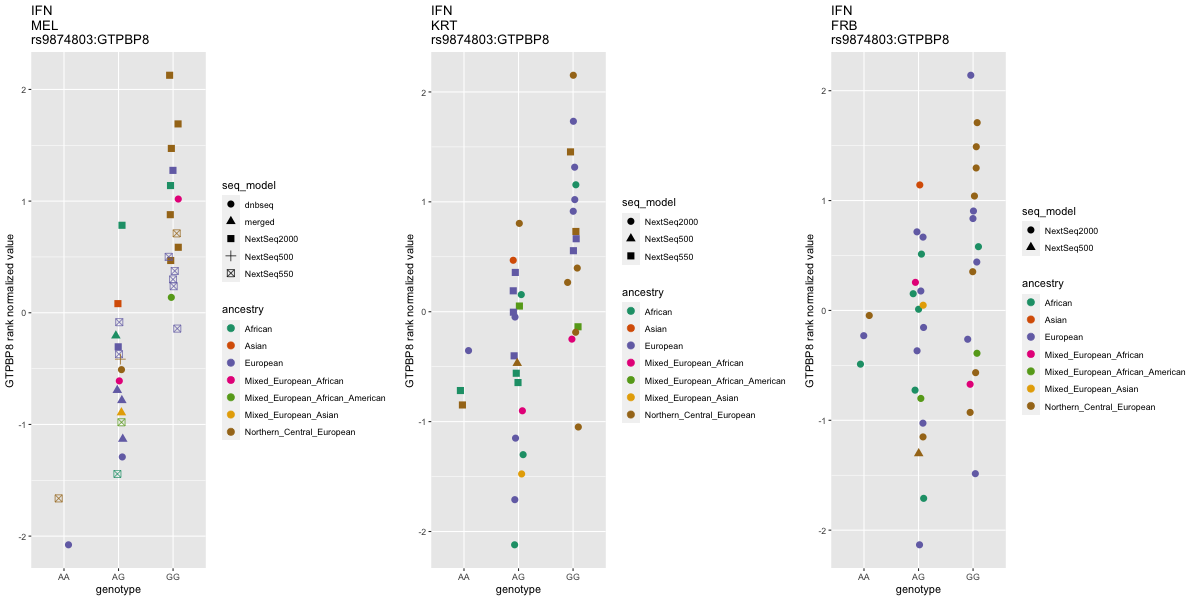 IFN
MEL
rs9874803:GTPBP8
GTPBP8 rank normalized value
2
1
0
-1
-2
AA
AG
GG
genotype
seq_model
dnbseq
merged
NextSeq2000
NextSeq500
NextSeq550
ancestry
African
Asian
European
Mixed_European_African
Mixed_European_African_American
Mixed_European_Asian
Northern_Central_European
IFN
KRT
rs9874803:GTPBP8
GTPBP8 rank normalized value
2
1
0
-1
-2
AA
AG
GG
genotype
seq_model
NextSeq2000
NextSeq500
NextSeq550
ancestry
African
Asian
European
Mixed_European_African
Mixed_European_African_American
Mixed_European_Asian
Northern_Central_European
IFN
FRB
rs9874803:GTPBP8
GTPBP8 rank normalized value
2
1
0
-1
-2
AA
AG
GG
genotype
seq_model
NextSeq2000
NextSeq500
ancestry
African
Asian
European
Mixed_European_African
Mixed_European_African_American
Mixed_European_Asian
Northern_Central_European